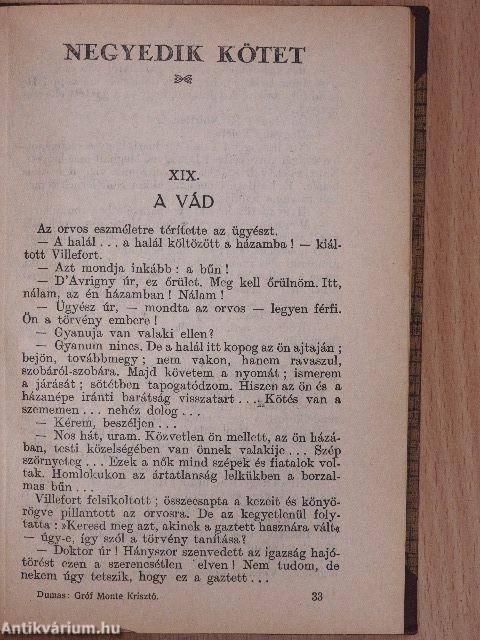 NEGYEDIK KÖTET
XIX.
A VÁD
Az orvos eszméletre térítette az ügyészt.
— A halál . . . a halál költözött a házamba ! — kiál-
tott Villefort.
— Azt mondja inkább : a bűn !
— D'Avrigny úr, ez őrület. Meg kell őrülnöm. Itt,
nálam, az én házamban ! Nálam !
— Ügyész úr, — mondta az orvos — legyen férfi.
Ön a törvény embere !
— Gyanuja van valaki ellen?
— Gyanum nincs. De a halál itt kopog az ön ajtaján ;
bejön, továbbmegy ; nem vakon, hanem ravaszul,
szobáról-szobára. Majd követem a nyomát ; ismerem
a járását ; sötétben tapogatódzom. Hiszen az ön és a
házanépe iránti barátság visszatart . . . Kötés van a
szememen . . . nehéz dolog . . .
— Kérem, beszéljen . . .
— Nos hát, uram. Közvetlen ön mellett, az ön házá-
ban, testi közelségében van önnek valakije . . . Szép
szörnyeteg . . . Ezek a nők mind szépek és fiatalok vol-
tak. Homlokukon az ártatlanság lelkükben a borzal-
mas bűn . . .
Villefort felsikoltott ; összecsapta a kezeit és könyö-
rögve pillantott az orvosra. De az kegyetlenül foly-
tatta : »Keresd meg azt, akinek a gaztett hasznára vált«
— úgy-e, így szól a törvény tanítása?
— Doktor úr ! Hányszor szenvedett az igazság hajó-
törést ezen a szerencsétlen elven ! Nem tudom, de
nekem úgy tetszik, hogy ez a gaztett . . .
Dumas : Gróf Monte Krisztó.
33
Antikvárium.hu